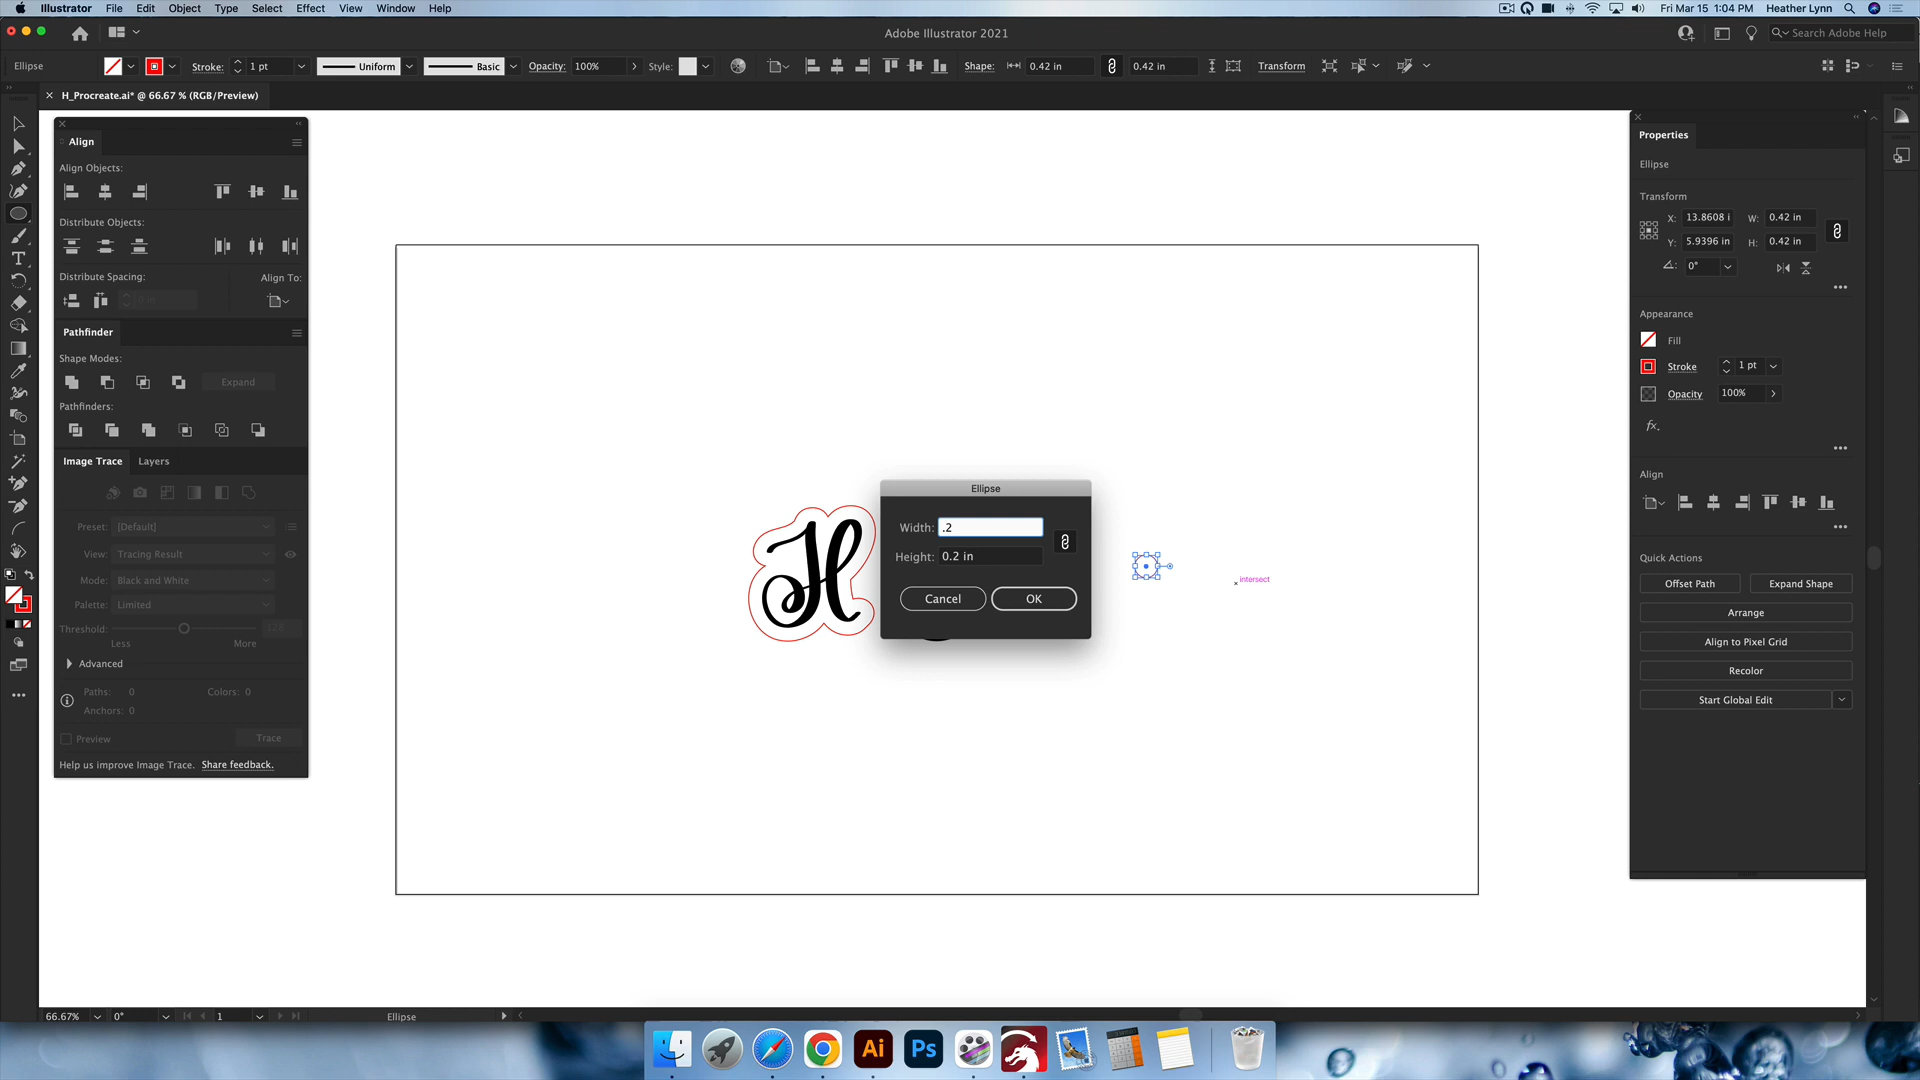 Illustrator File Edit Object Type Select Effect View Window Help
Fri Mar 15 1:04 PM Heather Lynn
Adobe Illustrator 2021
Search Adobe Help
Ellipse
Stroke: 1 pt Uniform Basic Opacity: 100% Style: Shape: 0.42 in 0.42 in Transform
H_Procreate.ai* @ 66.67 % (RGB/Preview)
Align
Align Objects:
Distribute Objects:
Distribute Spacing:
Align To:
0 in
Pathfinder
Shape Modes:
Expand
Pathfinders:
Image Trace Layers
Preset: [Default]
View: Tracing Result
Mode: Black and White
Palette: Limited
Threshold: 128
Less More
Advanced
Paths: 0 Colors: 0
Anchors: 0
Preview Trace
Help us improve Image Trace. Share feedback.
H
Ellipse
Width: .2
Height: 0.2 in
Cancel OK
intersect
Properties
Ellipse
Transform
X: 13.8608 i W: 0.42 in
Y: 5.9396 in H: 0.42 in
0°
Appearance
Fill
Stroke 1 pt
Opacity 100%
fx.
Align
Quick Actions
Offset Path Expand Shape
Arrange
Align to Pixel Grid
Recolor
Start Global Edit
66.67% 0° 1 Ellipse
Ai Ps